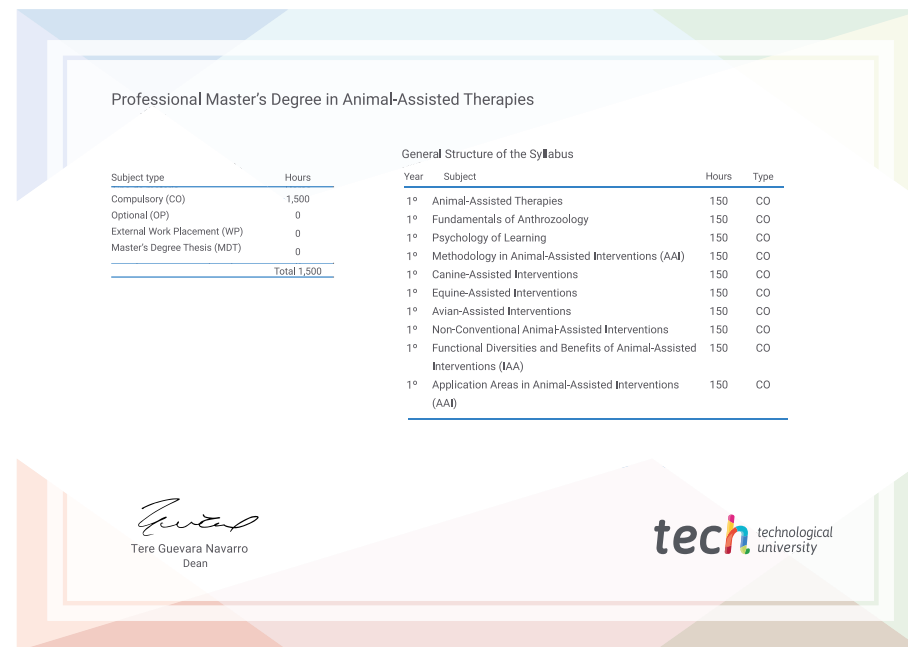 Professional Master's Degree in Animal-Assisted Therapies
Subject type Hours
Compulsory (CO) 1,500
Optional (OP) 0
External Work Placement (WP) 0
Master's Degree Thesis (MDT) 0
Total 1,500
General Structure of the Syllabus
Year Subject Hours Type
1º Animal-Assisted Therapies 150 CO
1º Fundamentals of Anthrozoology 150 CO
1º Psychology of Learning 150 CO
1º Methodology in Animal-Assisted Interventions (AAI) 150 CO
1º Canine-Assisted Interventions 150 CO
1º Equine-Assisted Interventions 150 CO
1º Avian-Assisted Interventions 150 CO
1º Non-Conventional Animal-Assisted Interventions 150 CO
1º Functional Diversities and Benefits of Animal-Assisted 150 CO
Interventions (IAA)
1º Application Areas in Animal-Assisted Interventions 150 CO
(AAI)
Tere Guevara Navarro
Dean
tech technological
university